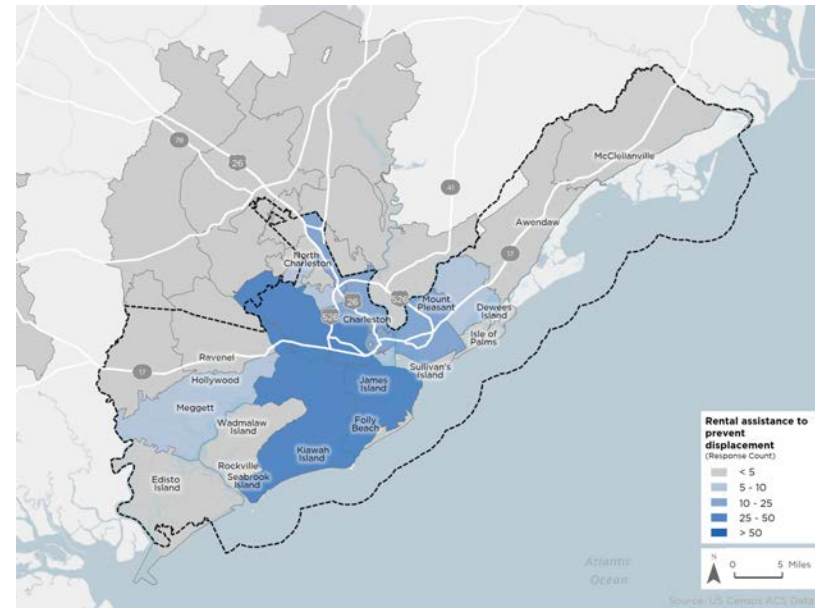 78
26
41
McClellanville
Awendaw
17
North
Charleston
526
26
526
Mount
Pleasant
Charleston
Dewees
Island
Isle of
Palms
Ravenel
17
Sullivan's
Island
Hollywood
James
Island
Meggett
Folly
Beach
Wadmalaw
Island
Kiawah
Island
Rockville
Seabrook
Island
Edisto
Island
Rental assistance to
prevent
displacement
(Response Count)
< 5
5 - 10
10 - 25
25 - 50
> 50
N
0 5 Miles
Atlantic
Ocean
Source: US Census ACS Data